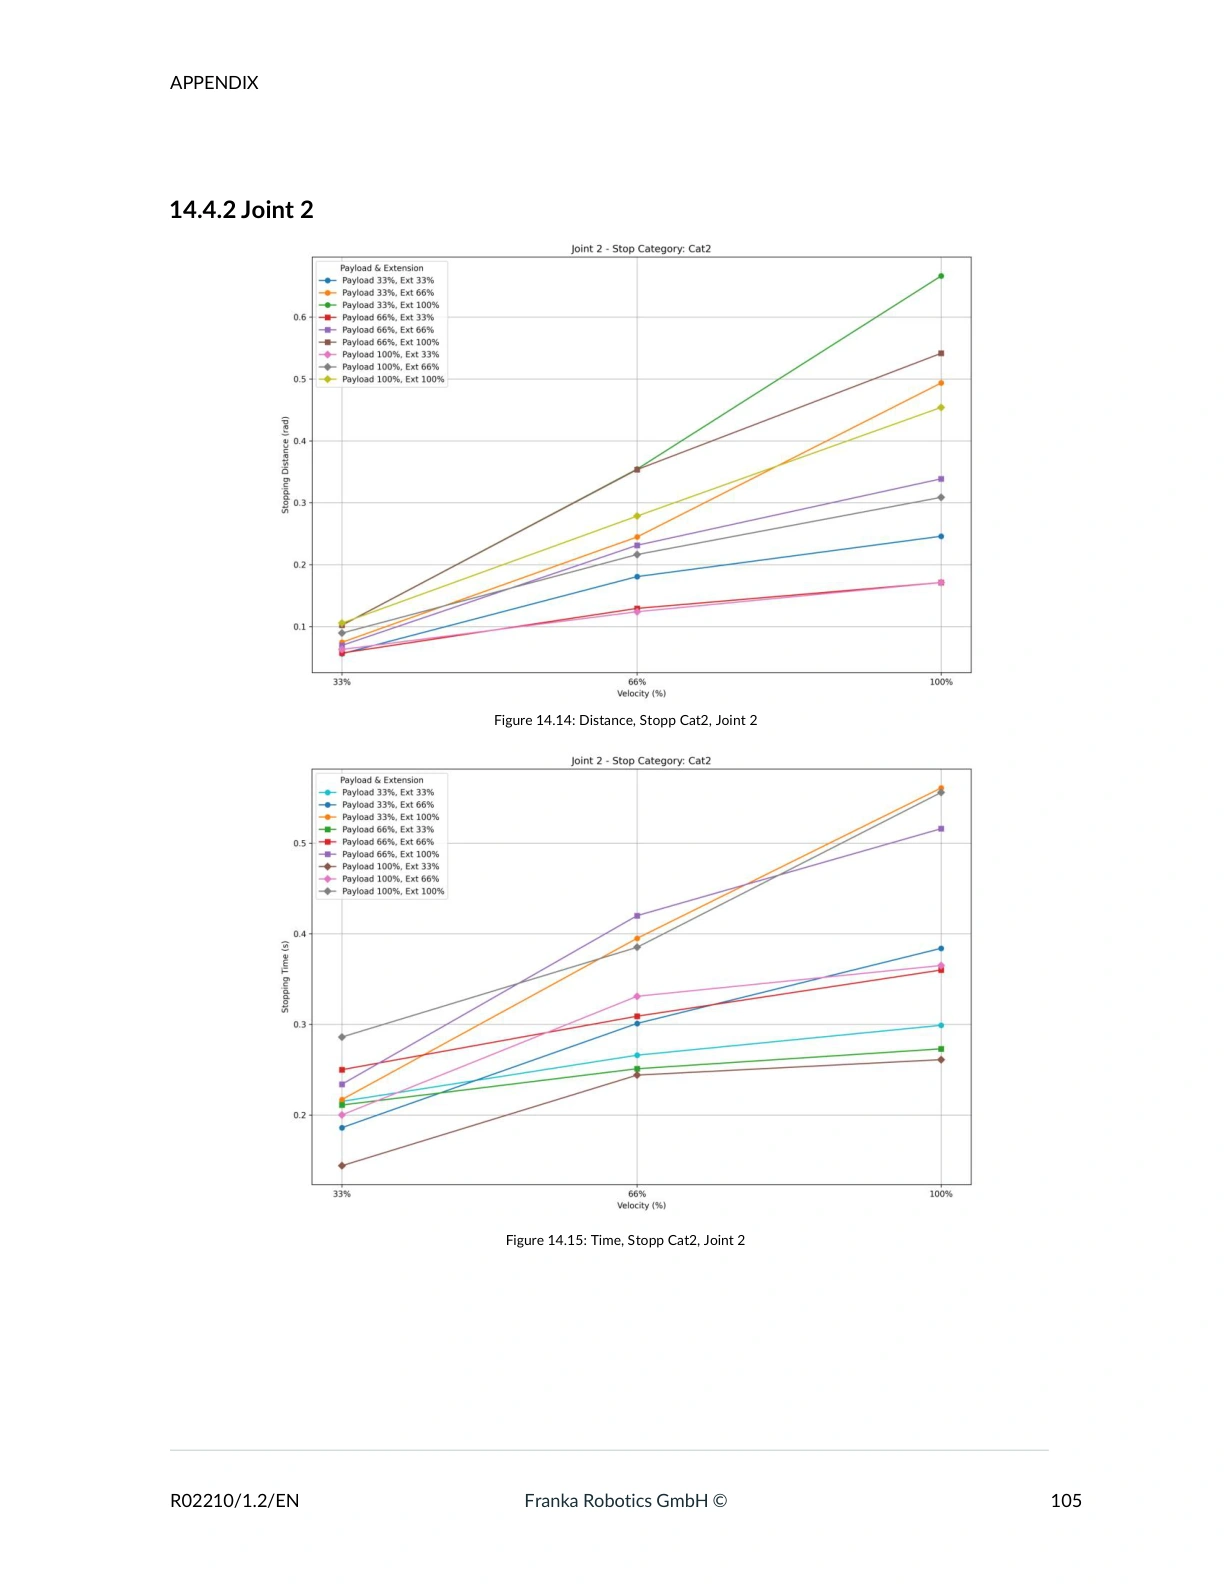 APPENDIX
14.4.2 Joint 2
Joint 2 - Stop Category: Cat2
Payload & Extension
Payload 33%, Ext 33%
Payload 33%, Ext 66%
Payload 33%, Ext 100%
Payload 66%, Ext 33%
Payload 66%, Ext 66%
Payload 66%, Ext 100%
Payload 100%, Ext 33%
Payload 100%, Ext 66%
Payload 100%, Ext 100%
0.6
0.5
0.4
0.3
0.2
0.1
Stopping Distance (rad)
33% 66% 100%
Velocity (%)
Figure 14.14: Distance, Stopp Cat2, Joint 2
Joint 2 - Stop Category: Cat2
Payload & Extension
Payload 33%, Ext 33%
Payload 33%, Ext 66%
Payload 33%, Ext 100%
Payload 66%, Ext 33%
Payload 66%, Ext 66%
Payload 66%, Ext 100%
Payload 100%, Ext 33%
Payload 100%, Ext 66%
Payload 100%, Ext 100%
0.5
0.4
0.3
0.2
Stopping Time (s)
33% 66% 100%
Velocity (%)
Figure 14.15: Time, Stopp Cat2, Joint 2
R02210/1.2/EN Franka Robotics GmbH © 105